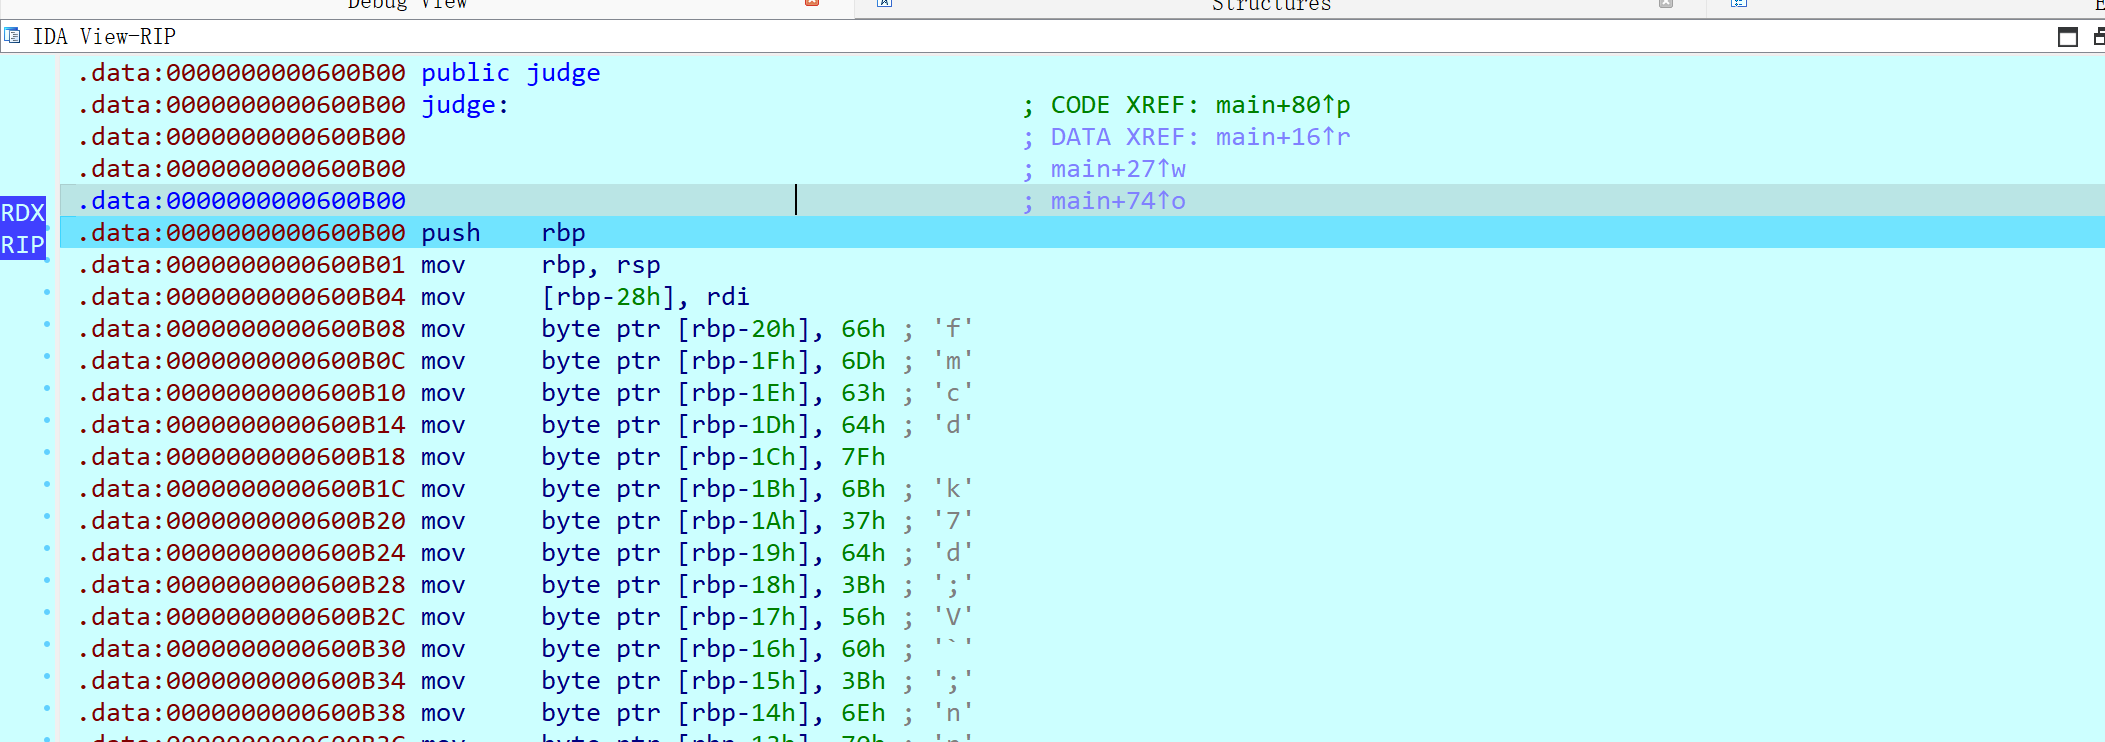 Debug View
Structures
IDA View-RIP
.data:0000000000600B00 public judge
.data:0000000000600B00 judge: ; CODE XREF: main+80↑p
.data:0000000000600B00 ; DATA XREF: main+16↑r
.data:0000000000600B00 ; main+27↑w
.data:0000000000600B00 ; main+74↑o
RDX
RIP
.data:0000000000600B00 push rbp
.data:0000000000600B01 mov rbp, rsp
.data:0000000000600B04 mov [rbp-28h], rdi
.data:0000000000600B08 mov byte ptr [rbp-20h], 66h ; 'f'
.data:0000000000600B0C mov byte ptr [rbp-1Fh], 6Dh ; 'm'
.data:0000000000600B10 mov byte ptr [rbp-1Eh], 63h ; 'c'
.data:0000000000600B14 mov byte ptr [rbp-1Dh], 64h ; 'd'
.data:0000000000600B18 mov byte ptr [rbp-1Ch], 7Fh
.data:0000000000600B1C mov byte ptr [rbp-1Bh], 6Bh ; 'k'
.data:0000000000600B20 mov byte ptr [rbp-1Ah], 37h ; '7'
.data:0000000000600B24 mov byte ptr [rbp-19h], 64h ; 'd'
.data:0000000000600B28 mov byte ptr [rbp-18h], 3Bh ; ';'
.data:0000000000600B2C mov byte ptr [rbp-17h], 56h ; 'V'
.data:0000000000600B30 mov byte ptr [rbp-16h], 60h ; '`'
.data:0000000000600B34 mov byte ptr [rbp-15h], 3Bh ; ';'
.data:0000000000600B38 mov byte ptr [rbp-14h], 6Eh ; 'n'